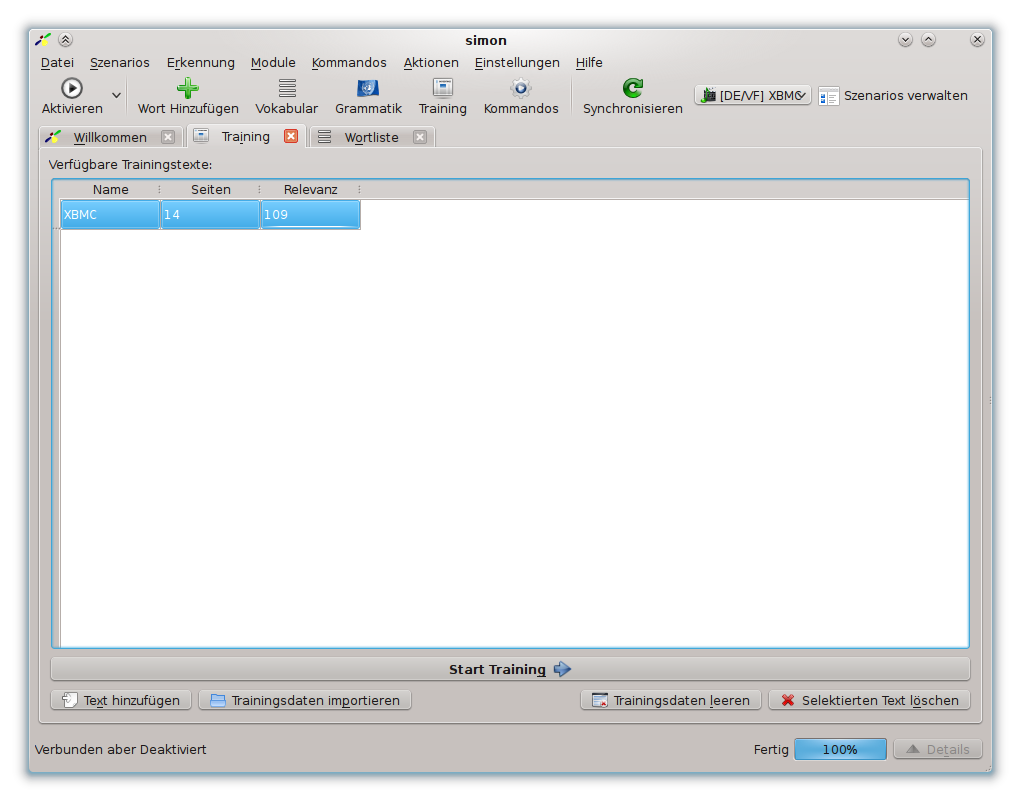 simon
Datei Szenarios Erkennung Module Kommandos Aktionen Einstellungen Hilfe
Aktivieren Wort Hinzufügen Vokabular Grammatik Training Kommandos Synchronisieren [DE/VF] XBMC Szenarios verwalten
Willkommen Training Wortliste
Verfügbare Trainingstexte:
Name Seiten Relevanz
XBMC 14 109
Start Training
Text hinzufügen Trainingsdaten importieren Trainingsdaten leeren Selektierten Text löschen
Verbunden aber Deaktiviert Fertig 100% Details